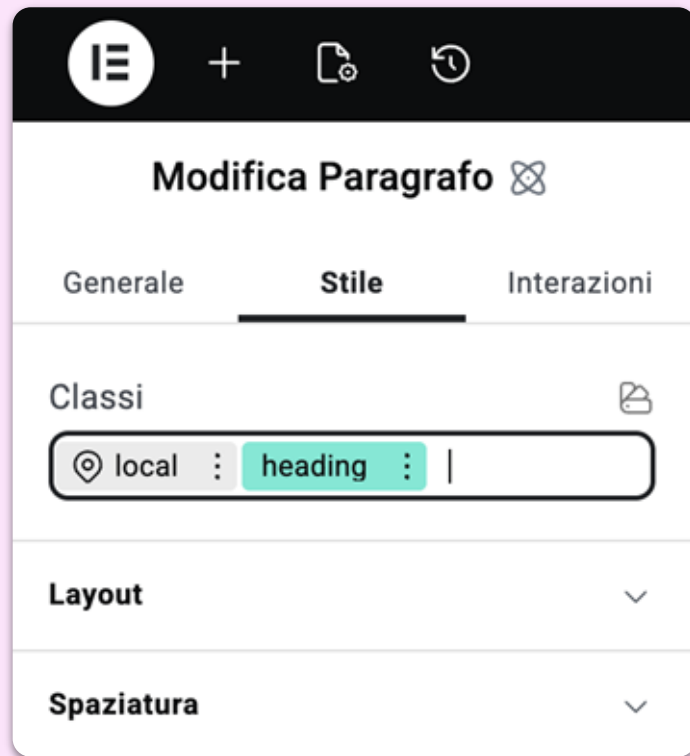 Modifica Paragrafo
Generale Stile Interazioni
Classi
local heading
Layout
Spaziatura